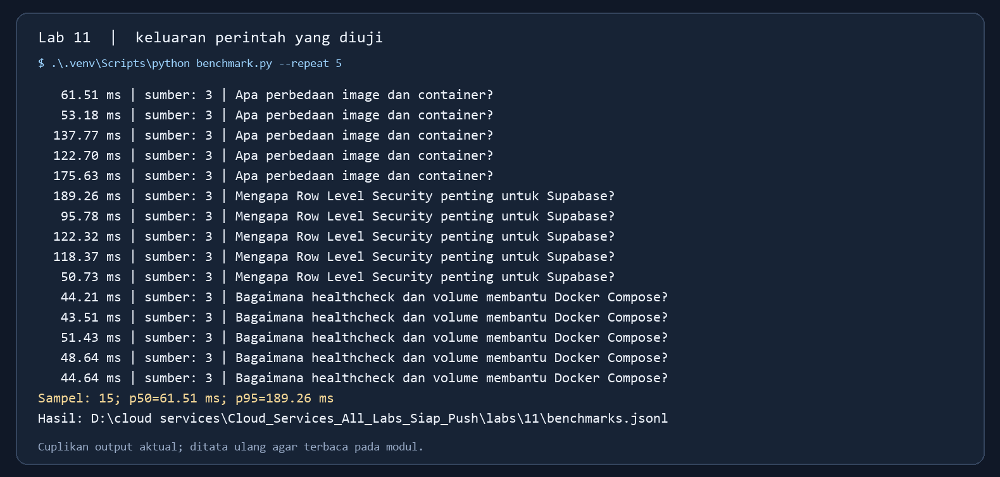 Lab 11 | keluaran perintah yang diuji
$ .\.venv\Scripts\python benchmark.py --repeat 5
61.51 ms | sumber: 3 | Apa perbedaan image dan container?
53.18 ms | sumber: 3 | Apa perbedaan image dan container?
137.77 ms | sumber: 3 | Apa perbedaan image dan container?
122.70 ms | sumber: 3 | Apa perbedaan image dan container?
175.63 ms | sumber: 3 | Apa perbedaan image dan container?
189.26 ms | sumber: 3 | Mengapa Row Level Security penting untuk Supabase?
95.78 ms | sumber: 3 | Mengapa Row Level Security penting untuk Supabase?
122.32 ms | sumber: 3 | Mengapa Row Level Security penting untuk Supabase?
118.37 ms | sumber: 3 | Mengapa Row Level Security penting untuk Supabase?
50.73 ms | sumber: 3 | Mengapa Row Level Security penting untuk Supabase?
44.21 ms | sumber: 3 | Bagaimana healthcheck dan volume membantu Docker Compose?
43.51 ms | sumber: 3 | Bagaimana healthcheck dan volume membantu Docker Compose?
51.43 ms | sumber: 3 | Bagaimana healthcheck dan volume membantu Docker Compose?
48.64 ms | sumber: 3 | Bagaimana healthcheck dan volume membantu Docker Compose?
44.64 ms | sumber: 3 | Bagaimana healthcheck dan volume membantu Docker Compose?
Sampel: 15; p50=61.51 ms; p95=189.26 ms
Hasil: D:\cloud services\Cloud_Services_All_Labs_Siap_Push\labs\11\benchmarks.jsonl
Cuplikan output aktual; ditata ulang agar terbaca pada modul.